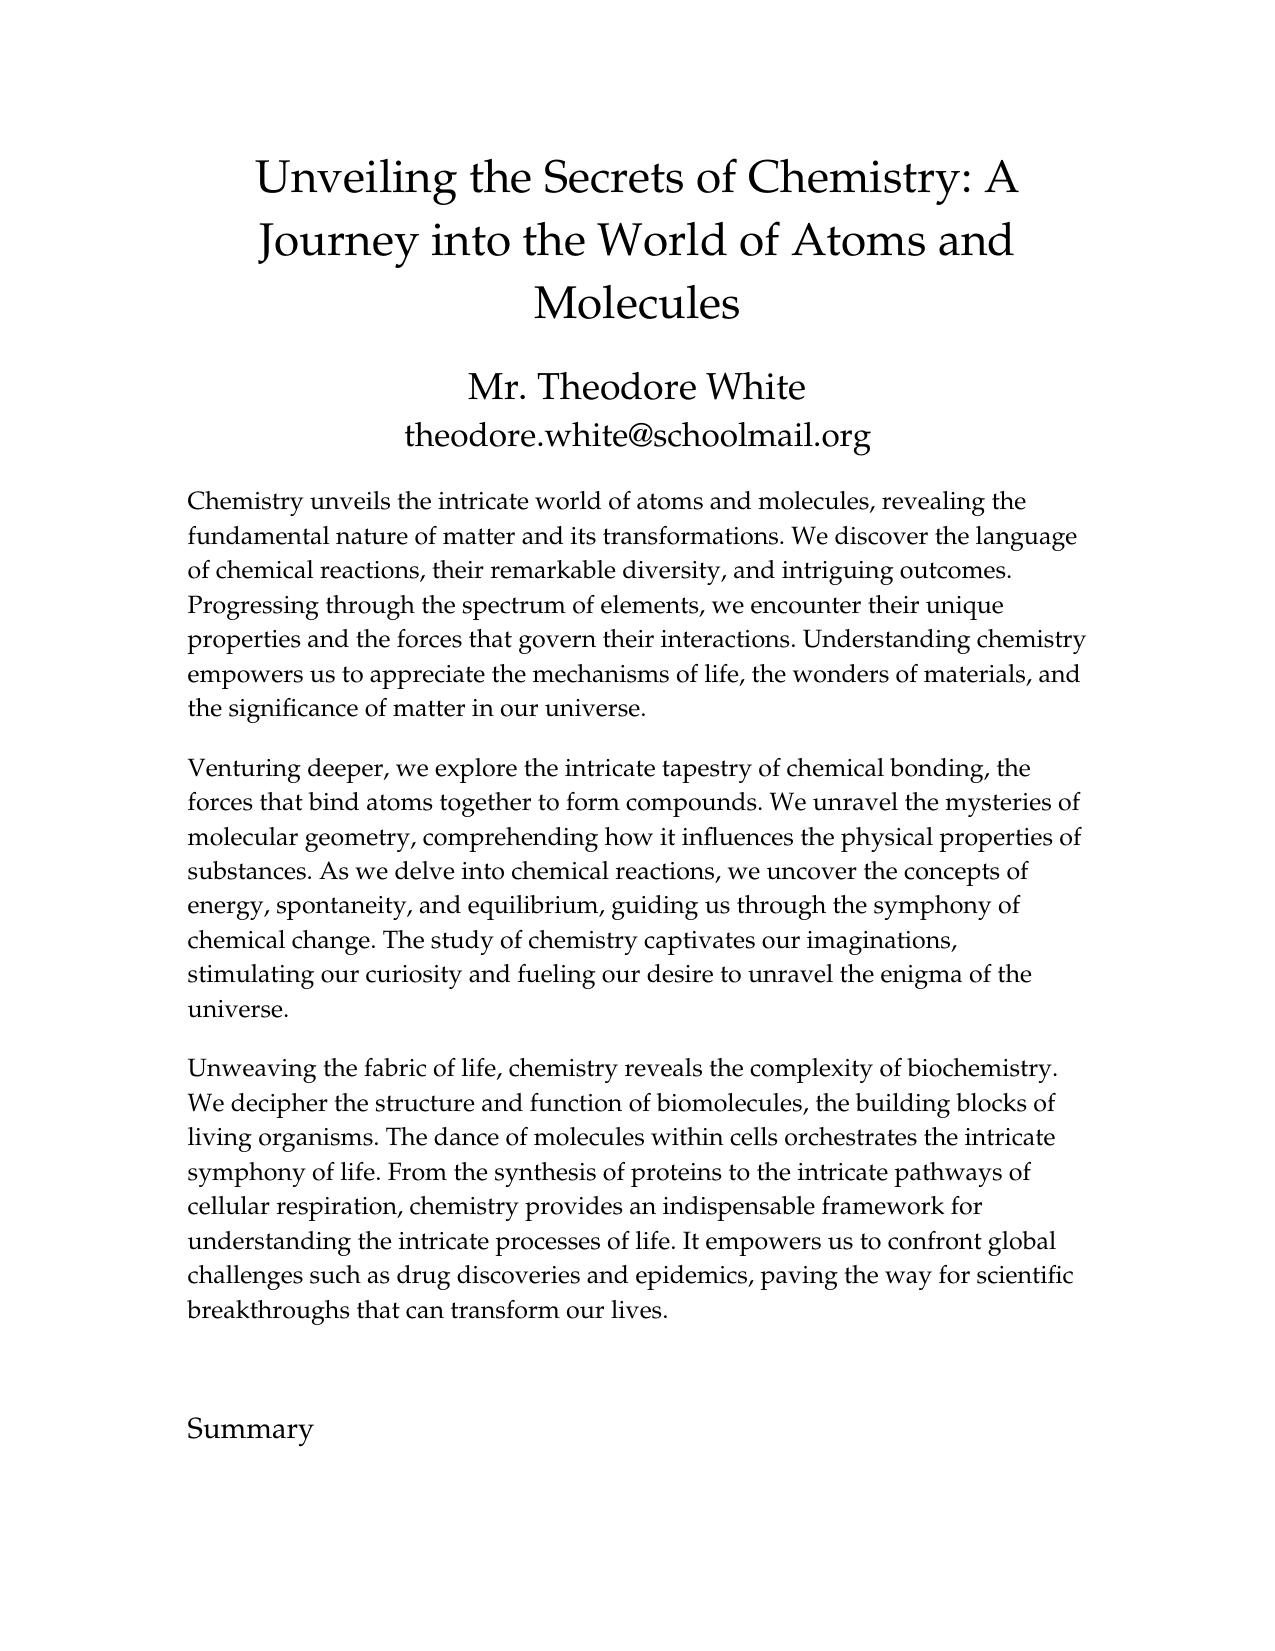 Unveiling the Secrets of Chemistry: A
Journey into the World of Atoms and
Molecules
Mr. Theodore White
theodore.white@schoolmail.org
Chemistry unveils the intricate world of atoms and molecules, revealing the
fundamental nature of matter and its transformations. We discover the language
of chemical reactions, their remarkable diversity, and intriguing outcomes.
Progressing through the spectrum of elements, we encounter their unique
properties and the forces that govern their interactions. Understanding chemistry
empowers us to appreciate the mechanisms of life, the wonders of materials, and
the significance of matter in our universe.
Venturing deeper, we explore the intricate tapestry of chemical bonding, the
forces that bind atoms together to form compounds. We unravel the mysteries of
molecular geometry, comprehending how it influences the physical properties of
substances. As we delve into chemical reactions, we uncover the concepts of
energy, spontaneity, and equilibrium, guiding us through the symphony of
chemical change. The study of chemistry captivates our imaginations,
stimulating our curiosity and fueling our desire to unravel the enigma of the
universe.
Unweaving the fabric of life, chemistry reveals the complexity of biochemistry.
We decipher the structure and function of biomolecules, the building blocks of
living organisms. The dance of molecules within cells orchestrates the intricate
symphony of life. From the synthesis of proteins to the intricate pathways of
cellular respiration, chemistry provides an indispensable framework for
understanding the intricate processes of life. It empowers us to confront global
challenges such as drug discoveries and epidemics, paving the way for scientific
breakthroughs that can transform our lives.
Summary